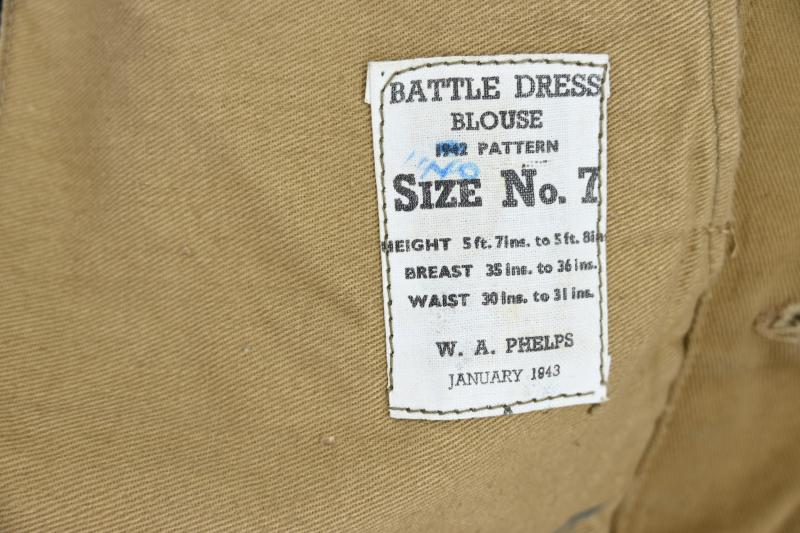 BATTLE DRESS
BLOUSE
1942 PATTERN
SIZE No. 7
HEIGHT 5 ft. 7 ins. to 5 ft. 8 in
BREAST 35 ins. to 36 ins.
WAIST 30 ins. to 31 ins.
W. A. PHELPS
JANUARY 1943